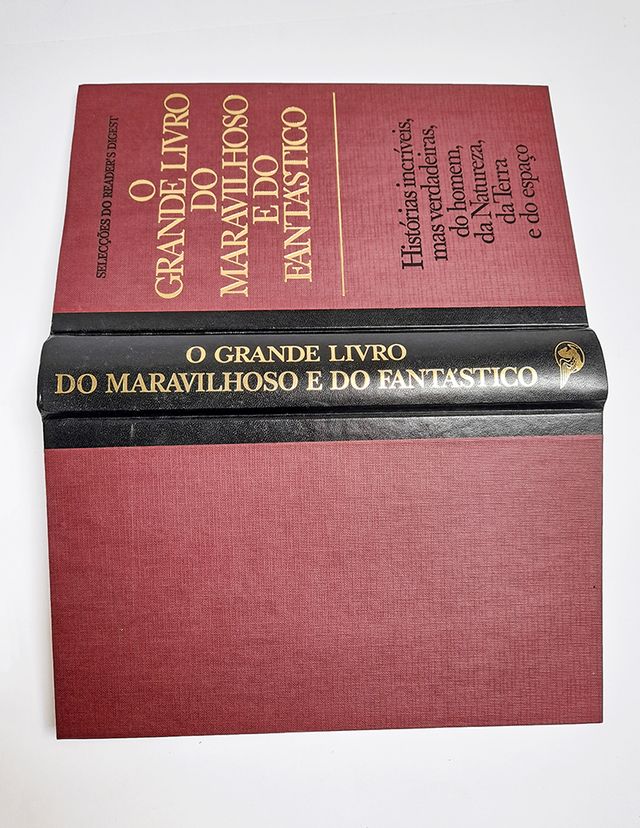 SELECÇÕES DO READER'S DIGEST
O
GRANDE LIVRO
DO
MARAVILHOSO
E DO
FANTÁSTICO
Histórias incríveis,
mas verdadeiras,
do homem,
da Natureza,
da Terra
e do espaço
O GRANDE LIVRO
DO MARAVILHOSO E DO FANTÁSTICO